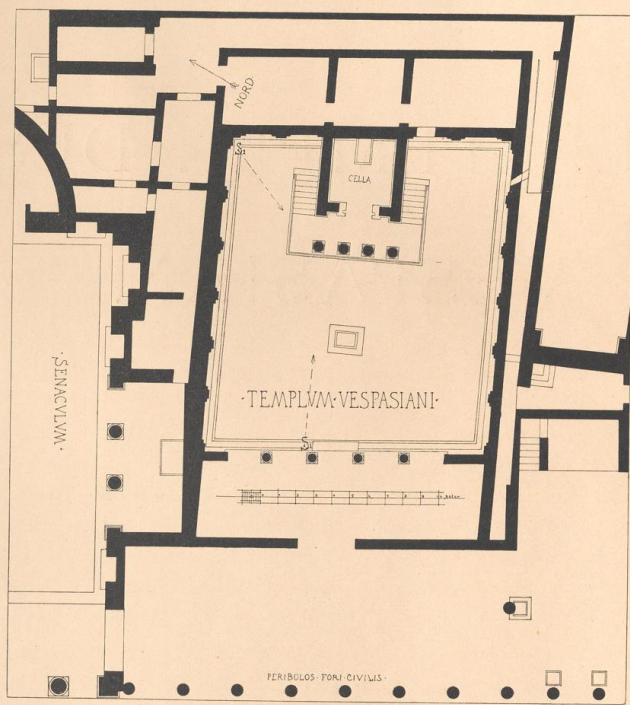 NORD.
S.
CELLA
·SENACVLVM·
·TEMPLVM·VESPASIANI·
S.
PERIBOLOS·FORI·CIVILIS·